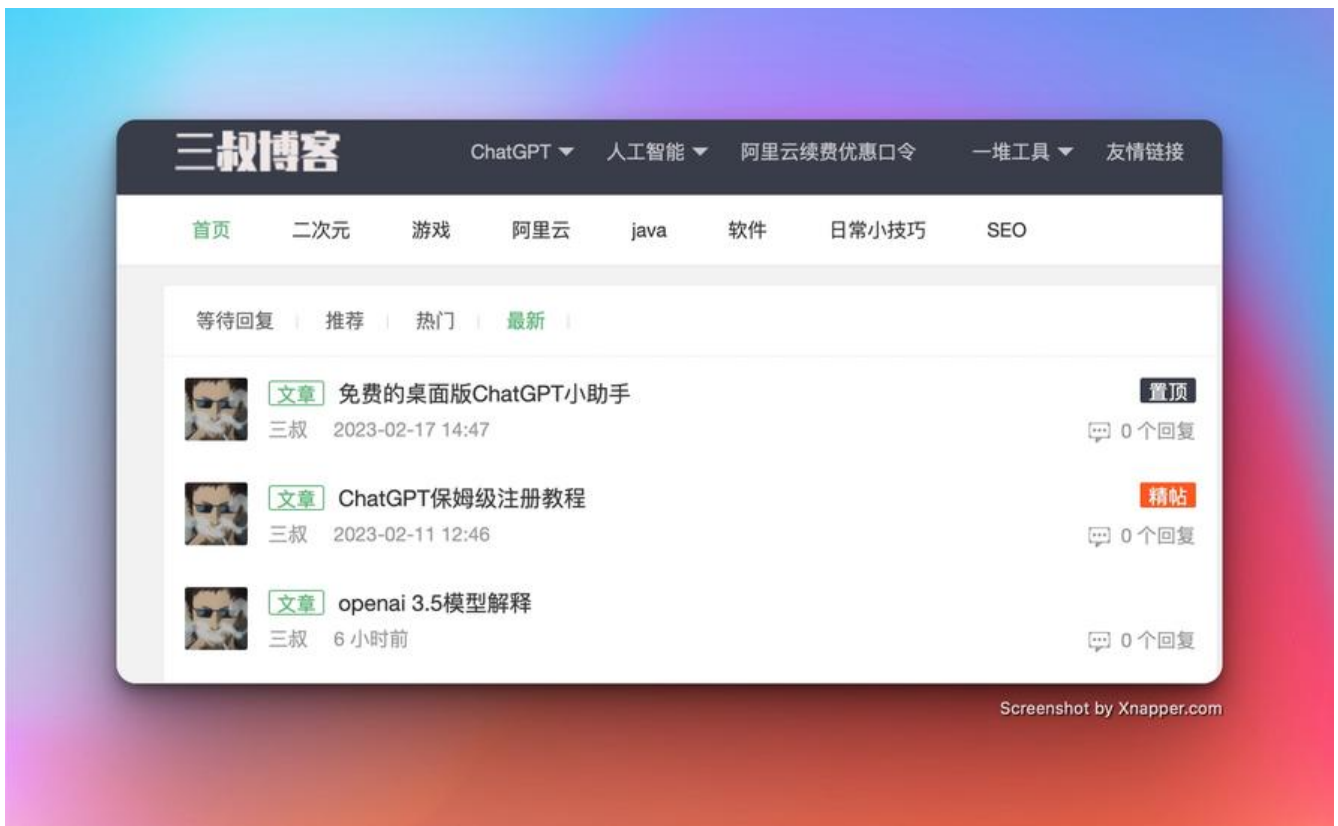 三叔博客 ChatGPT 人工智能 阿里云续费优惠口令 一堆工具 友情链接
首页 二次元 游戏 阿里云 java 软件 日常小技巧 SEO
等待回复 推荐 热门 最新
文章 免费的桌面版ChatGPT小助手 置顶
三叔 2023-02-17 14:47 0 个回复
文章 ChatGPT保姆级注册教程 精帖
三叔 2023-02-11 12:46 0 个回复
文章 openai 3.5模型解释
三叔 6 小时前 0 个回复
Screenshot by Xnapper.com